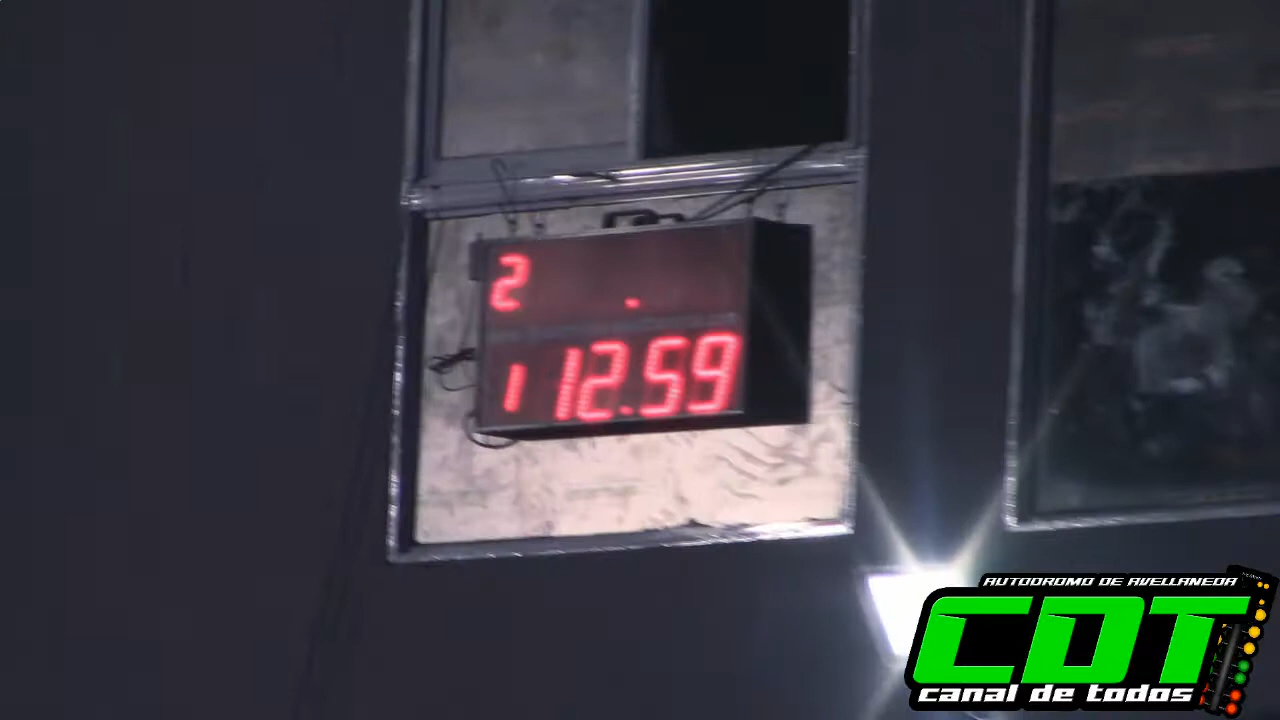 2 .
1 12.59
AUTODROMO DE AVELLANEDA
CDT
canal de todos